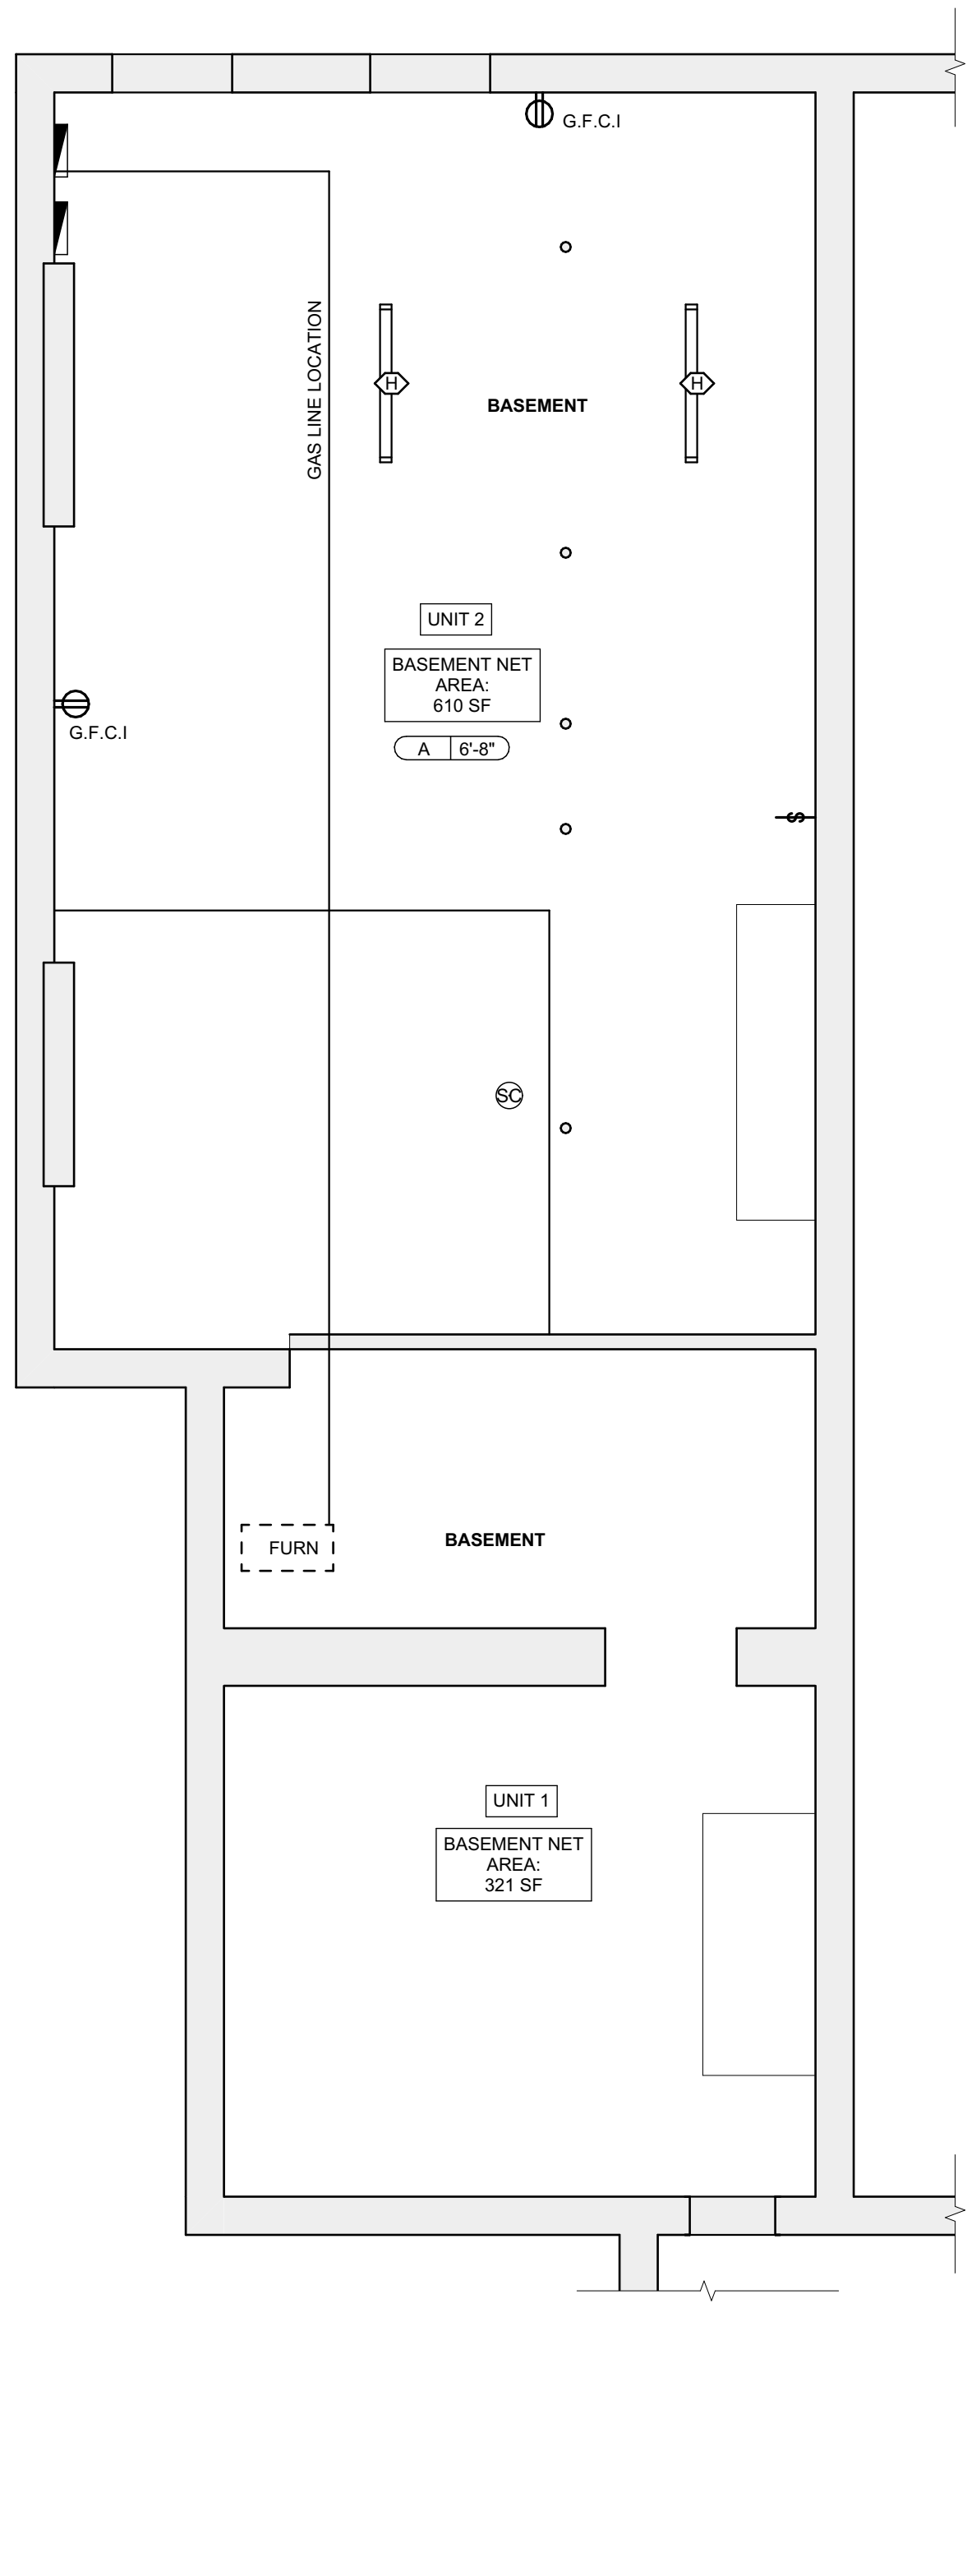 G.F.C.I
GAS LINE LOCATION
H
H
BASEMENT
UNIT 2
BASEMENT NET
AREA:
610 SF
G.F.C.I
A 6'-8"
S
SC
FURN
BASEMENT
UNIT 1
BASEMENT NET
AREA:
321 SF